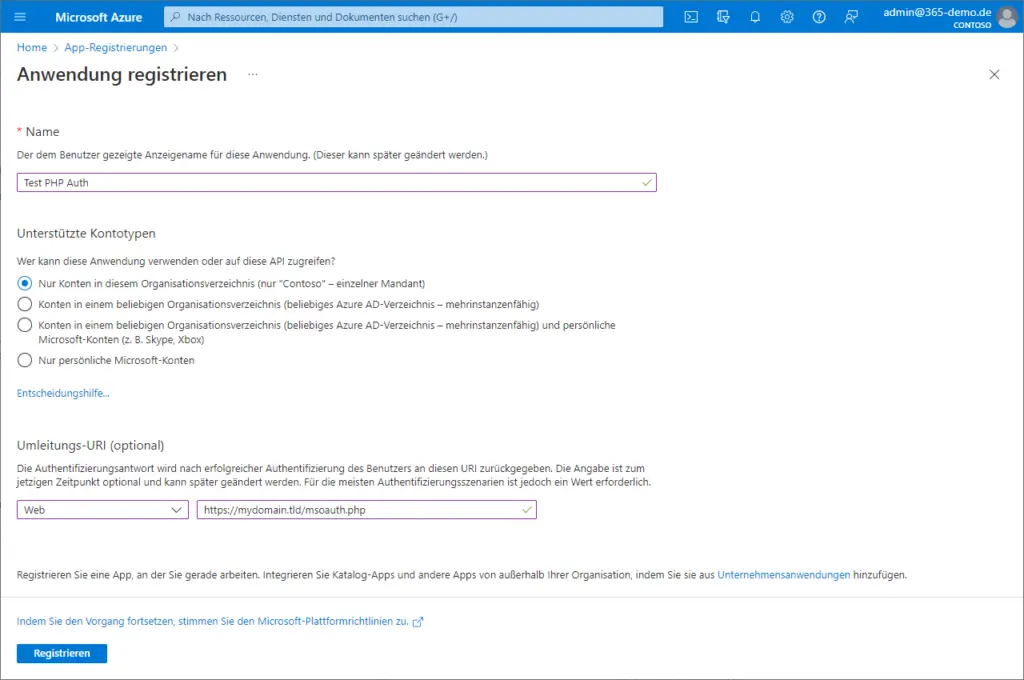 Microsoft Azure
Nach Ressourcen, Diensten und Dokumenten suchen (G+/)
admin@365-demo.de
CONTOSO
Home > App-Registrierungen >
Anwendung registrieren ...
* Name
Der dem Benutzer gezeigte Anzeigename für diese Anwendung. (Dieser kann später geändert werden.)
Test PHP Auth
Unterstützte Kontotypen
Wer kann diese Anwendung verwenden oder auf diese API zugreifen?
Nur Konten in diesem Organisationsverzeichnis (nur "Contoso" – einzelner Mandant)
Konten in einem beliebigen Organisationsverzeichnis (beliebiges Azure AD-Verzeichnis – mehrinstanzenfähig)
Konten in einem beliebigen Organisationsverzeichnis (beliebiges Azure AD-Verzeichnis – mehrinstanzenfähig) und persönliche
Microsoft-Konten (z. B. Skype, Xbox)
Nur persönliche Microsoft-Konten
Entscheidungshilfe...
Umleitungs-URI (optional)
Die Authentifizierungsantwort wird nach erfolgreicher Authentifizierung des Benutzers an diesen URI zurückgegeben. Die Angabe ist zum
jetzigen Zeitpunkt optional und kann später geändert werden. Für die meisten Authentifizierungsszenarien ist jedoch ein Wert erforderlich.
Web
https://mydomain.tld/msoauth.php
Registrieren Sie eine App, an der Sie gerade arbeiten. Integrieren Sie Katalog-Apps und andere Apps von außerhalb Ihrer Organisation, indem Sie sie aus Unternehmensanwendungen hinzufügen.
Indem Sie den Vorgang fortsetzen, stimmen Sie den Microsoft-Plattformrichtlinien zu.
Registrieren